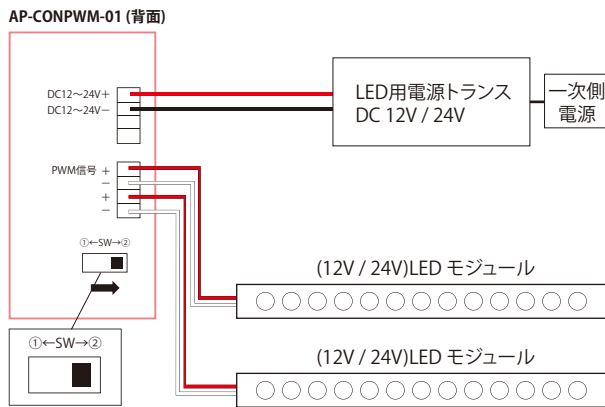 AP-CONPWM-01 (背面)
DC12～24V＋
DC12～24V－
LED用電源トランス
DC 12V / 24V
一次側
電源
PWM信号 ＋
－
＋
－
①←SW→②
(12V / 24V)LED モジュール
①←SW→②
(12V / 24V)LED モジュール